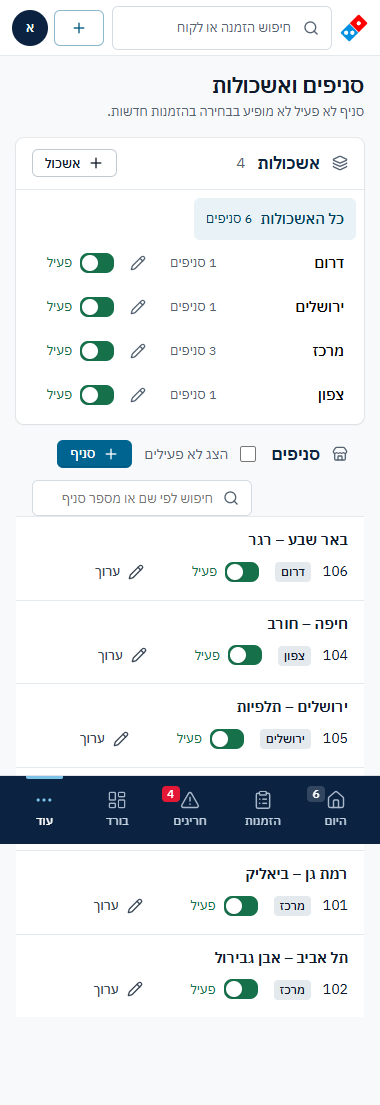 חיפוש הזמנה או לקוח
א
סניפים ואשכולות
סניף לא פעיל לא מופיע בבחירה בהזמנות חדשות.
אשכולות 4
אשכול
כל האשכולות 6 סניפים
דרום 1 סניפים פעיל
ירושלים 1 סניפים פעיל
מרכז 3 סניפים פעיל
צפון 1 סניפים פעיל
סניפים הצג לא פעילים סניף
חיפוש לפי שם או מספר סניף
באר שבע – רגר
106 דרום פעיל ערוך
חיפה – חורב
104 צפון פעיל ערוך
ירושלים – תלפיות
105 ירושלים פעיל ערוך
היום 6 הזמנות חריגים 4 בורד עוד
רמת גן – ביאליק
101 מרכז פעיל ערוך
תל אביב – אבן גבירול
102 מרכז פעיל ערוך